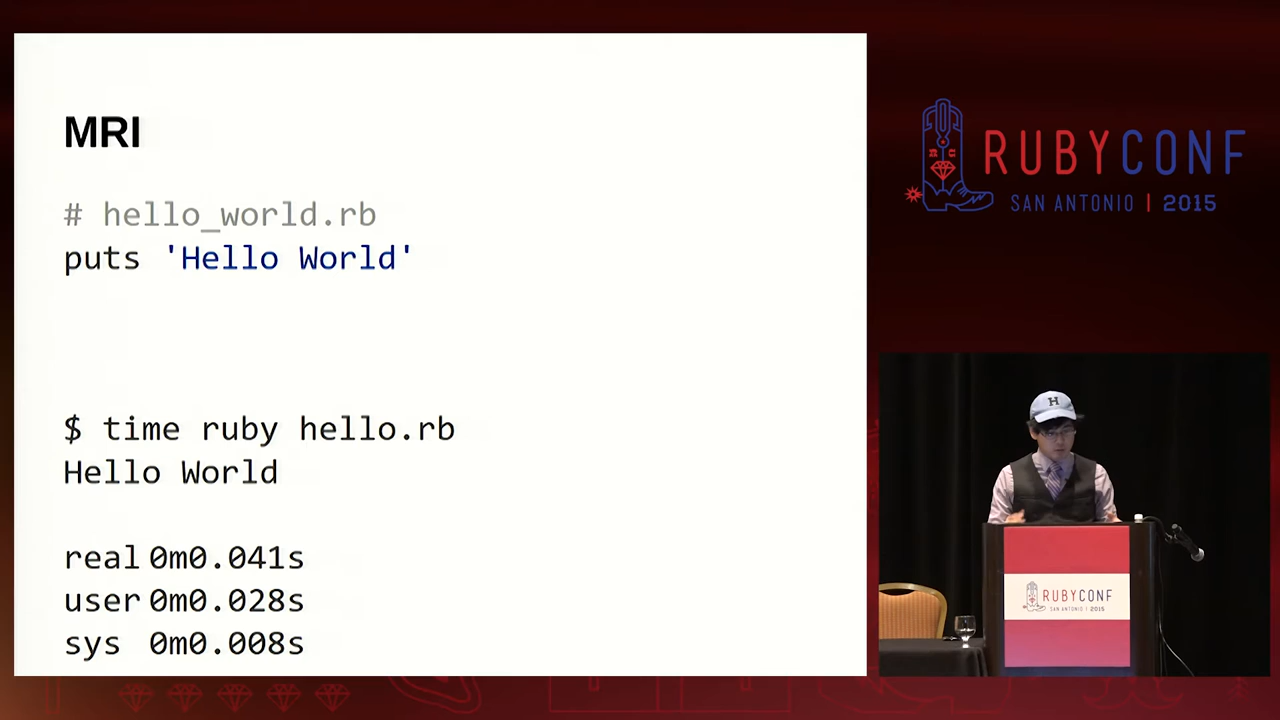 MRI
# hello_world.rb
puts 'Hello World'
$ time ruby hello.rb
Hello World
real 0m0.041s
user 0m0.028s
sys 0m0.008s
RUBYCONF
SAN ANTONIO | 2015
H
RUBYCONF
SAN ANTONIO | 2015